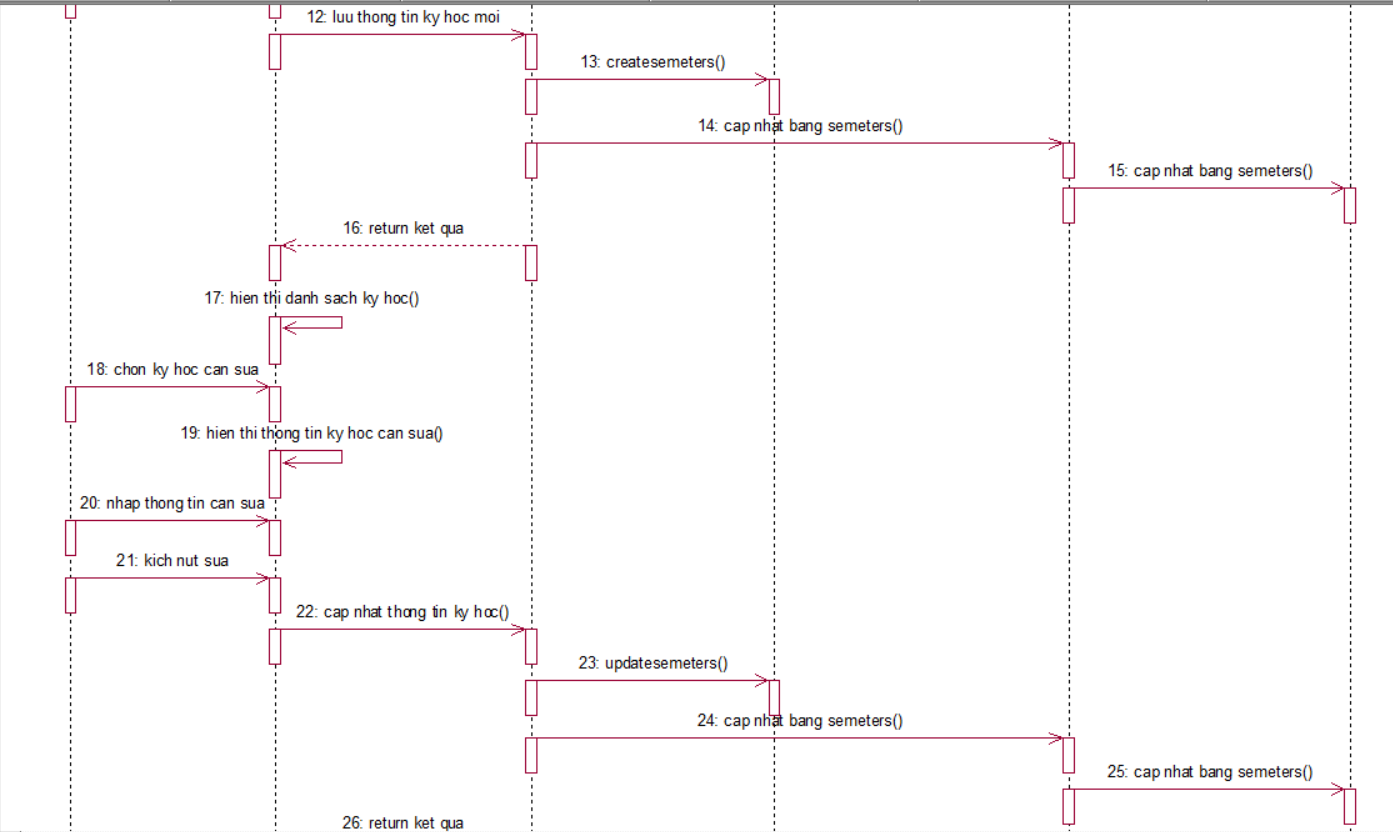 12: luu thong tin ky hoc moi
13: createsemeters()
14: cap nhat bang semeters()
15: cap nhat bang semeters()
16: return ket qua
17: hien thi danh sach ky hoc()
18: chon ky hoc can sua
19: hien thi thong tin ky hoc can sua()
20: nhap thong tin can sua
21: kich nut sua
22: cap nhat thong tin ky hoc()
23: updatesemeters()
24: cap nhat bang semeters()
25: cap nhat bang semeters()
26: return ket qua